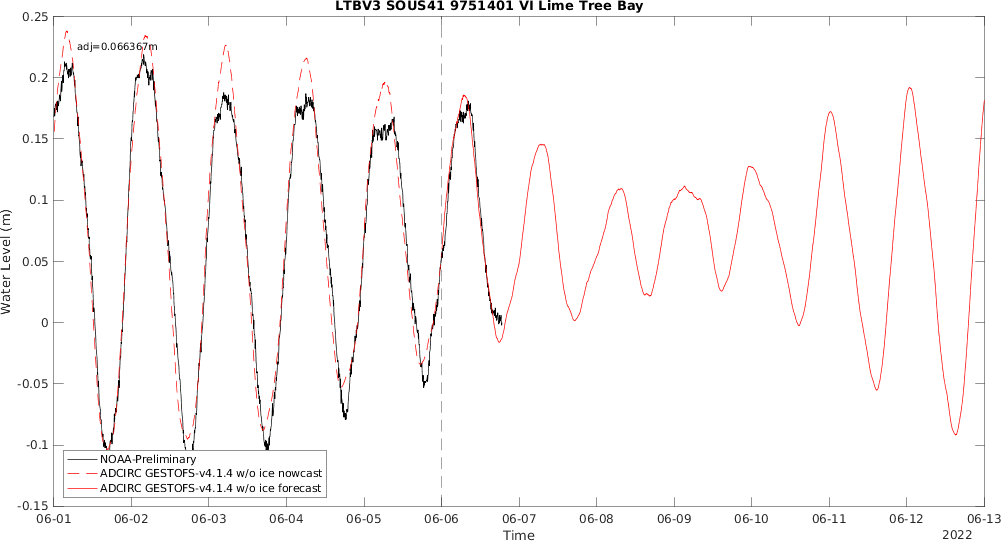 LTBV3 SOUS41 9751401 VI Lime Tree Bay
adj=0.066367m
0.25
0.2
0.15
0.1
0.05
0
-0.05
-0.1
-0.15
Water Level (m)
NOAA-Preliminary
ADCIRC GESTOFS-v4.1.4 w/o ice nowcast
ADCIRC GESTOFS-v4.1.4 w/o ice forecast
06-01 06-02 06-03 06-04 06-05 06-06 06-07 06-08 06-09 06-10 06-11 06-12 06-13
Time
2022